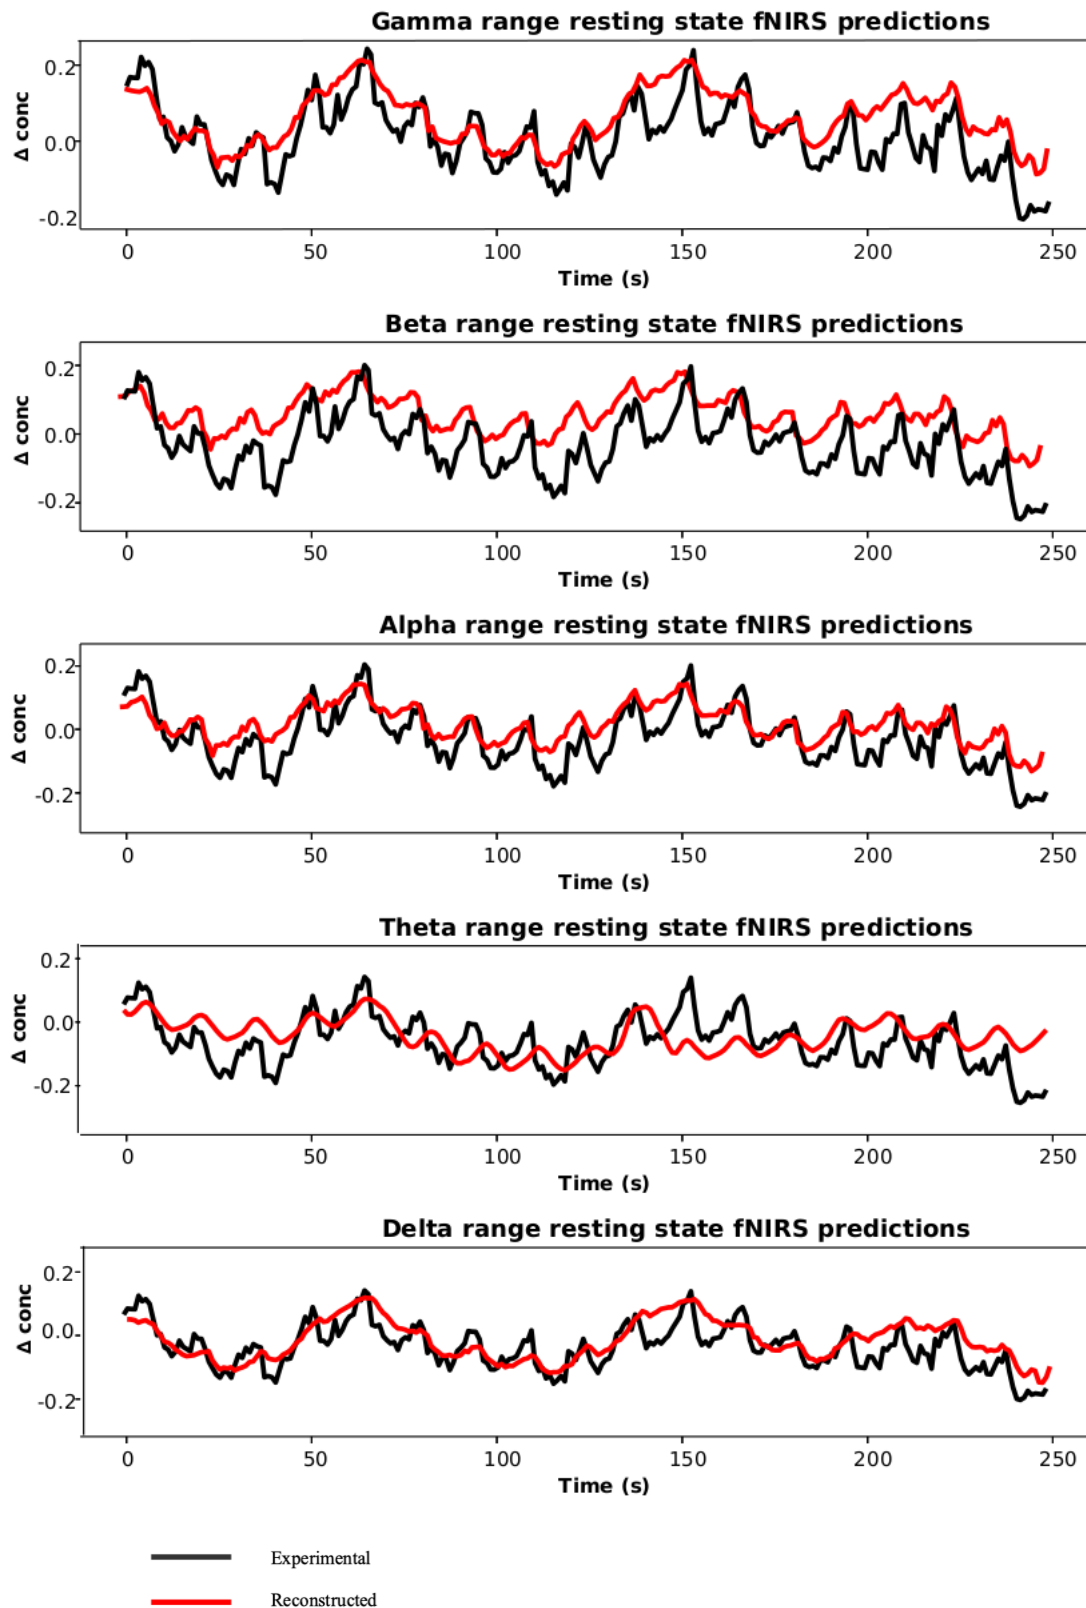 Gamma range resting state fNIRS predictions
0.2
0.0
-0.2
Δ conc
0 50 100 150 200 250
Time (s)
Beta range resting state fNIRS predictions
0.2
0.0
-0.2
Δ conc
0 50 100 150 200 250
Time (s)
Alpha range resting state fNIRS predictions
0.2
0.0
-0.2
Δ conc
0 50 100 150 200 250
Time (s)
Theta range resting state fNIRS predictions
0.2
0.0
-0.2
Δ conc
0 50 100 150 200 250
Time (s)
Delta range resting state fNIRS predictions
0.2
0.0
-0.2
Δ conc
0 50 100 150 200 250
Time (s)
Experimental
Reconstructed